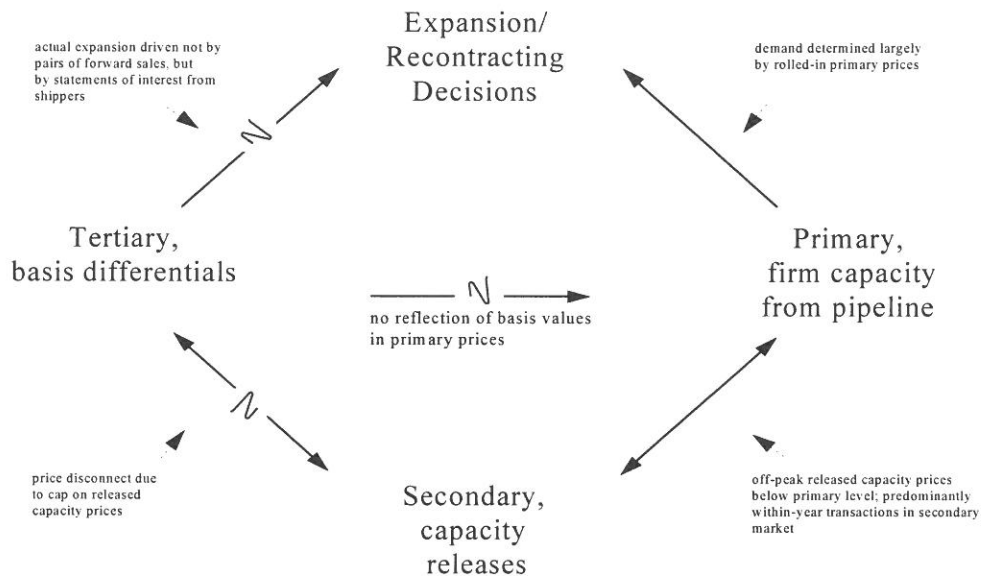 Expansion/
Recontracting
Decisions
actual expansion driven not by
pairs of forward sales, but
by statements of interest from
shippers
demand determined largely
by rolled-in primary prices
N
Tertiary,
basis differentials
Primary,
firm capacity
from pipeline
N
no reflection of basis values
in primary prices
N
price disconnect due
to cap on released
capacity prices
Secondary,
capacity
releases
off-peak released capacity prices
below primary level; predominantly
within-year transactions in secondary
market